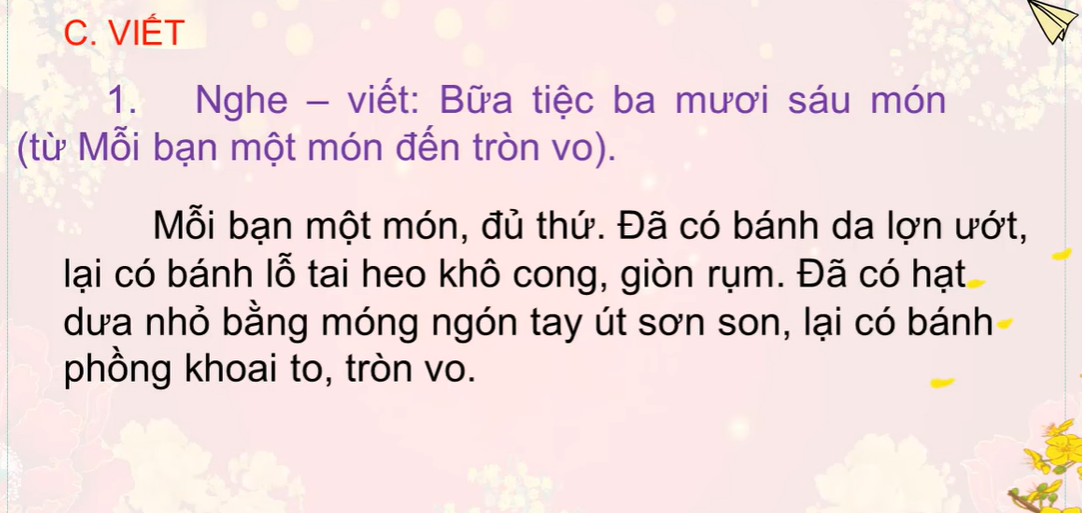 C. VIẾT
1. Nghe – viết: Bữa tiệc ba mươi sáu món
(từ Mỗi bạn một món đến tròn vo).
Mỗi bạn một món, đủ thứ. Đã có bánh da lợn ướt,
lại có bánh lỗ tai heo khô cong, giòn rụm. Đã có hạt
dưa nhỏ bằng móng ngón tay út sơn son, lại có bánh
phồng khoai to, tròn vo.